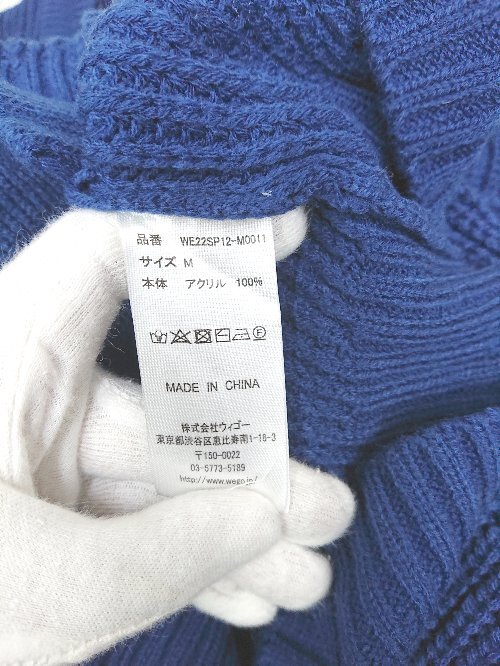 品番 WE22SP12-M0011
サイズ M
本体 アクリル 100%
MADE IN CHINA
株式会社ウィゴー
東京都渋谷区恵比寿南1-18-3
〒150-0022
03-5773-5189
http://www.wego.jp/